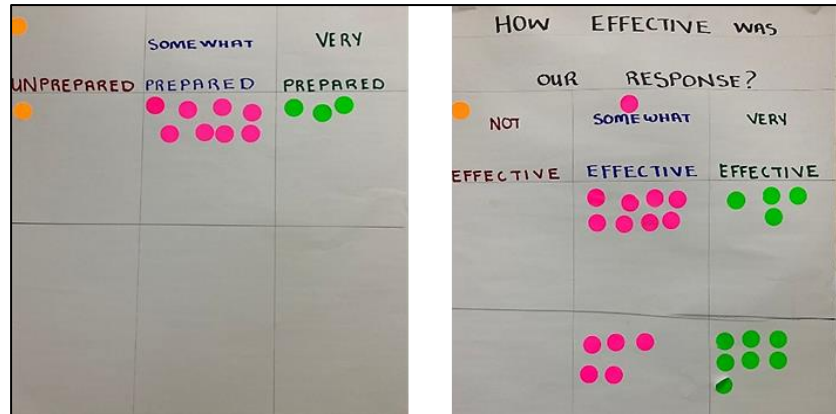 SOMEWHAT VERY
UNPREPARED PREPARED PREPARED
HOW EFFECTIVE WAS
OUR RESPONSE?
NOT SOMEWHAT VERY
EFFECTIVE EFFECTIVE EFFECTIVE